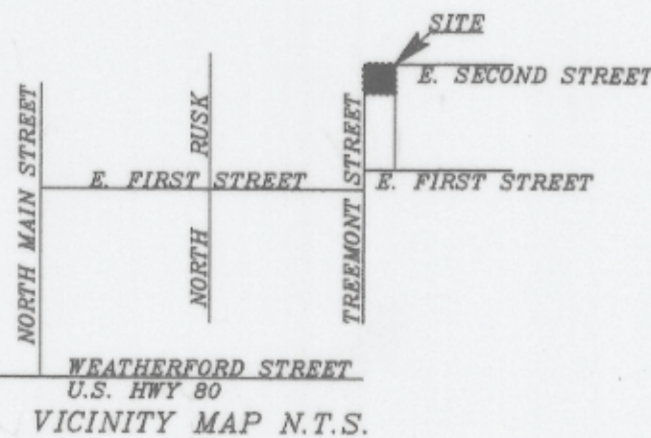 SITE
E. SECOND STREET
NORTH MAIN STREET
NORTH RUSK
TREEMONT STREET
E. FIRST STREET
E. FIRST STREET
WEATHERFORD STREET
U.S. HWY 80
VICINITY MAP N.T.S.